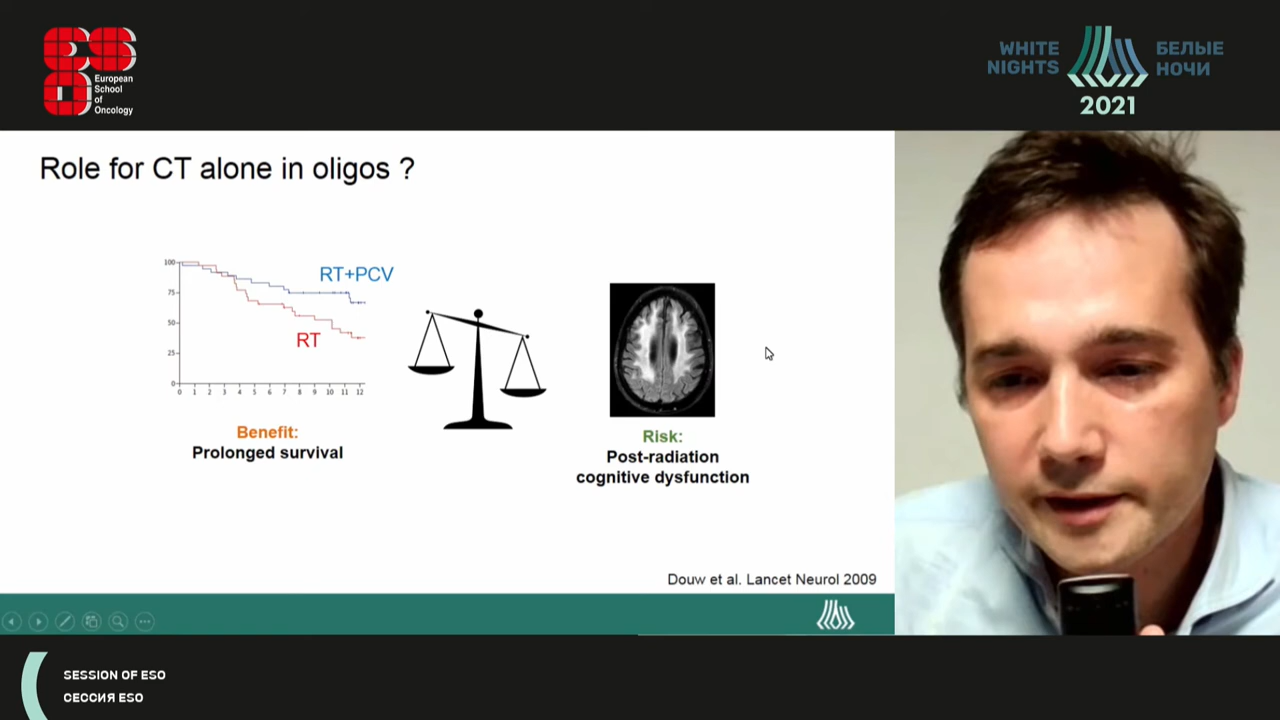 ESO
European
School
of
Oncology
WHITE
NIGHTS
БЕЛЫЕ
НОЧИ
2021
Role for CT alone in oligos ?
100
75
50
25
0
0 1 2 3 4 5 6 7 8 9 10 11 12
RT+PCV
RT
Benefit:
Prolonged survival
Risk:
Post-radiation
cognitive dysfunction
Douw et al. Lancet Neurol 2009
SESSION OF ESO
СЕССИЯ ESO